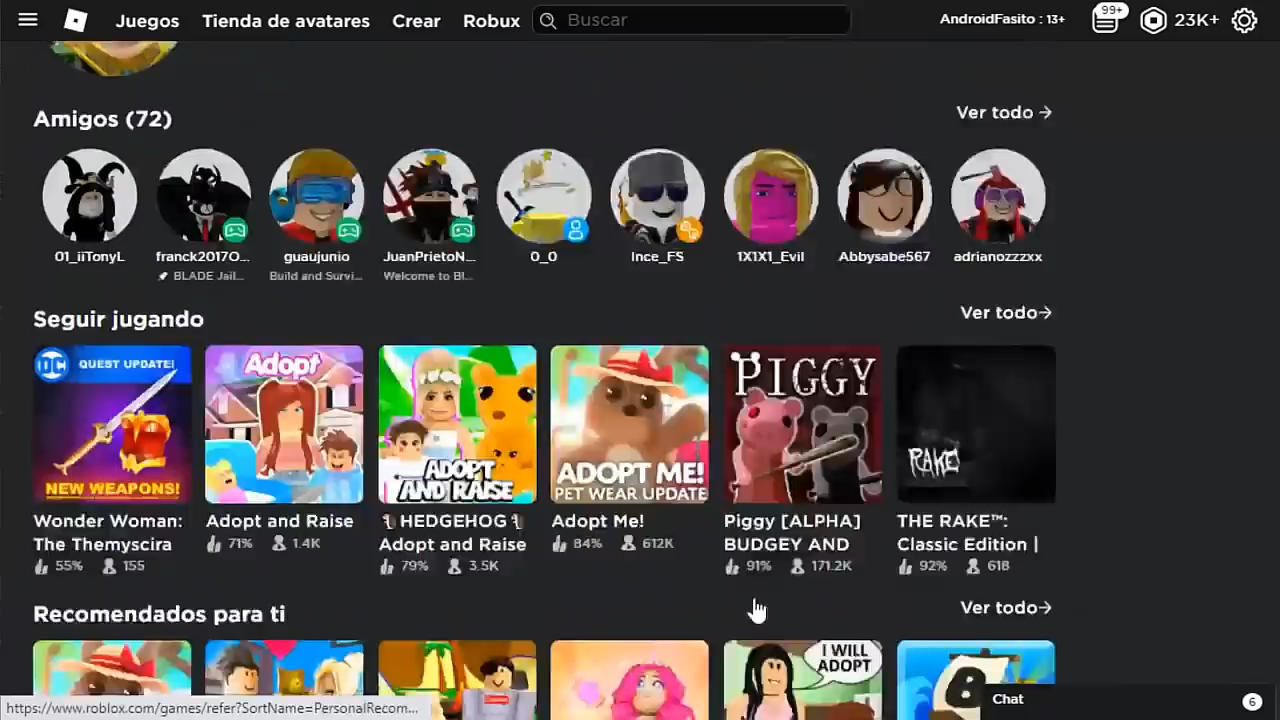 Juegos Tienda de avatares Crear Robux Buscar AndroidFasito : 13+ 99+ 23K+
Amigos (72) Ver todo →
01_iiTonyL franck2017O... guaujunio JuanPrietoN... 0_0 Ince_FS 1X1X1_Evil Abbysabe567 adrianozzzxx
BLADE Jail... Build and Survi... Welcome to Bl...
Seguir jugando Ver todo→
DC QUEST UPDATE!
NEW WEAPONS!
Adopt
ADOPT
AND RAISE
ADOPT ME!
PET WEAR UPDATE
PIGGY
RAKE
Wonder Woman:
The Themyscira
55% 155
Adopt and Raise
71% 1.4K
HEDGEHOG
Adopt and Raise
79% 3.5K
Adopt Me!
84% 612K
Piggy [ALPHA]
BUDGEY AND
91% 171.2K
THE RAKE™:
Classic Edition |
92% 618
Recomendados para ti Ver todo→
I WILL
ADOPT
8
Chat 6
https://www.roblox.com/games/refer?SortName=PersonalRecom...